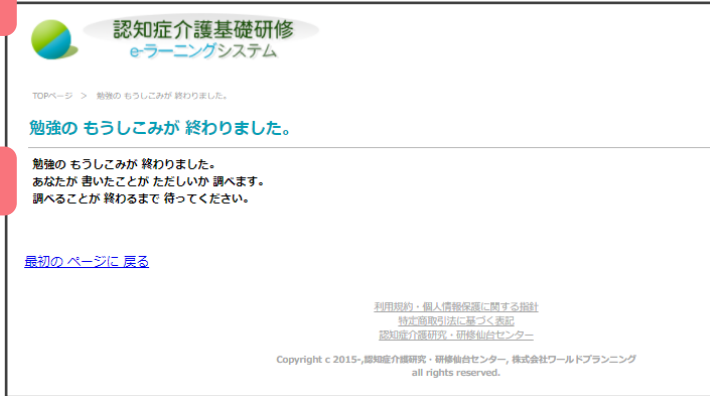 認知症介護基礎研修
e-ラーニングシステム
TOPページ ＞ 勉強の もうしこみが 終わりました。
勉強の もうしこみが 終わりました。
勉強の もうしこみが 終わりました。
あなたが 書いたことが ただしいか 調べます。
調べることが 終わるまで 待ってください。
最初の ページに 戻る
利用規約・個人情報保護に関する指針
特定商取引法に基づく表記
認知症介護研究・研修仙台センター
Copyright c 2015-,認知症介護研究・研修仙台センター, 株式会社ワールドプランニング
all rights reserved.